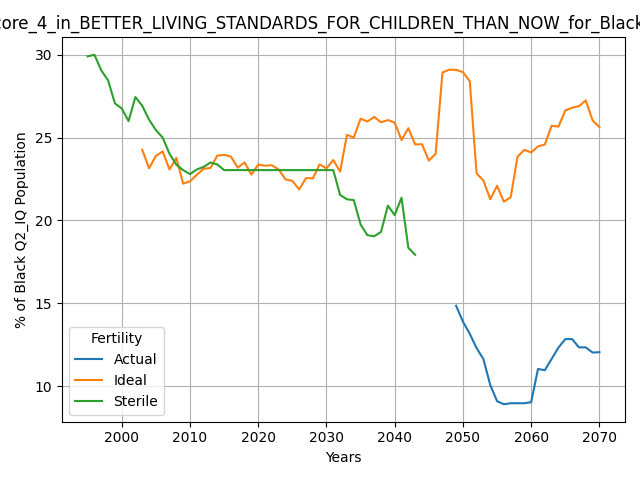 core_4_in_BETTER_LIVING_STANDARDS_FOR_CHILDREN_THAN_NOW_for_Black
% of Black Q2_IQ Population
30
25
20
15
10
Fertility
Actual
Ideal
Sterile
2000 2010 2020 2030 2040 2050 2060 2070
Years